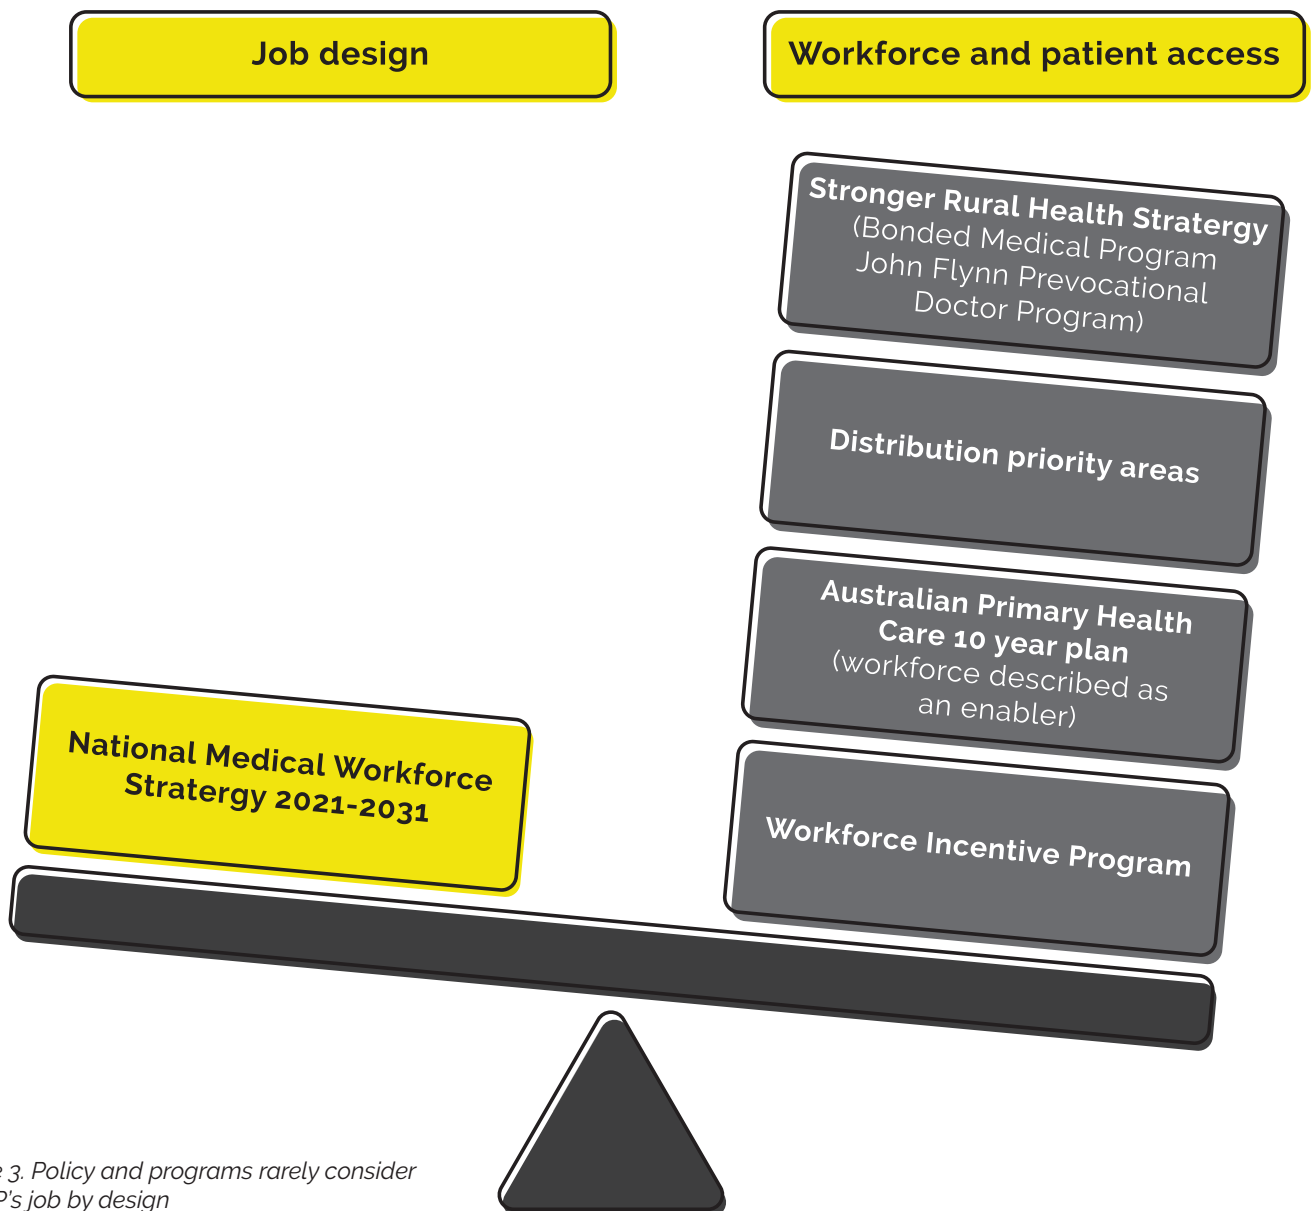 Job design
Workforce and patient access
Stronger Rural Health Stratergy
(Bonded Medical Program
John Flynn Prevocational
Doctor Program)
Distribution priority areas
Australian Primary Health
Care 10 year plan
(workforce described as
an enabler)
National Medical Workforce
Stratergy 2021-2031
Workforce Incentive Program
3. Policy and programs rarely consider
P's job by design